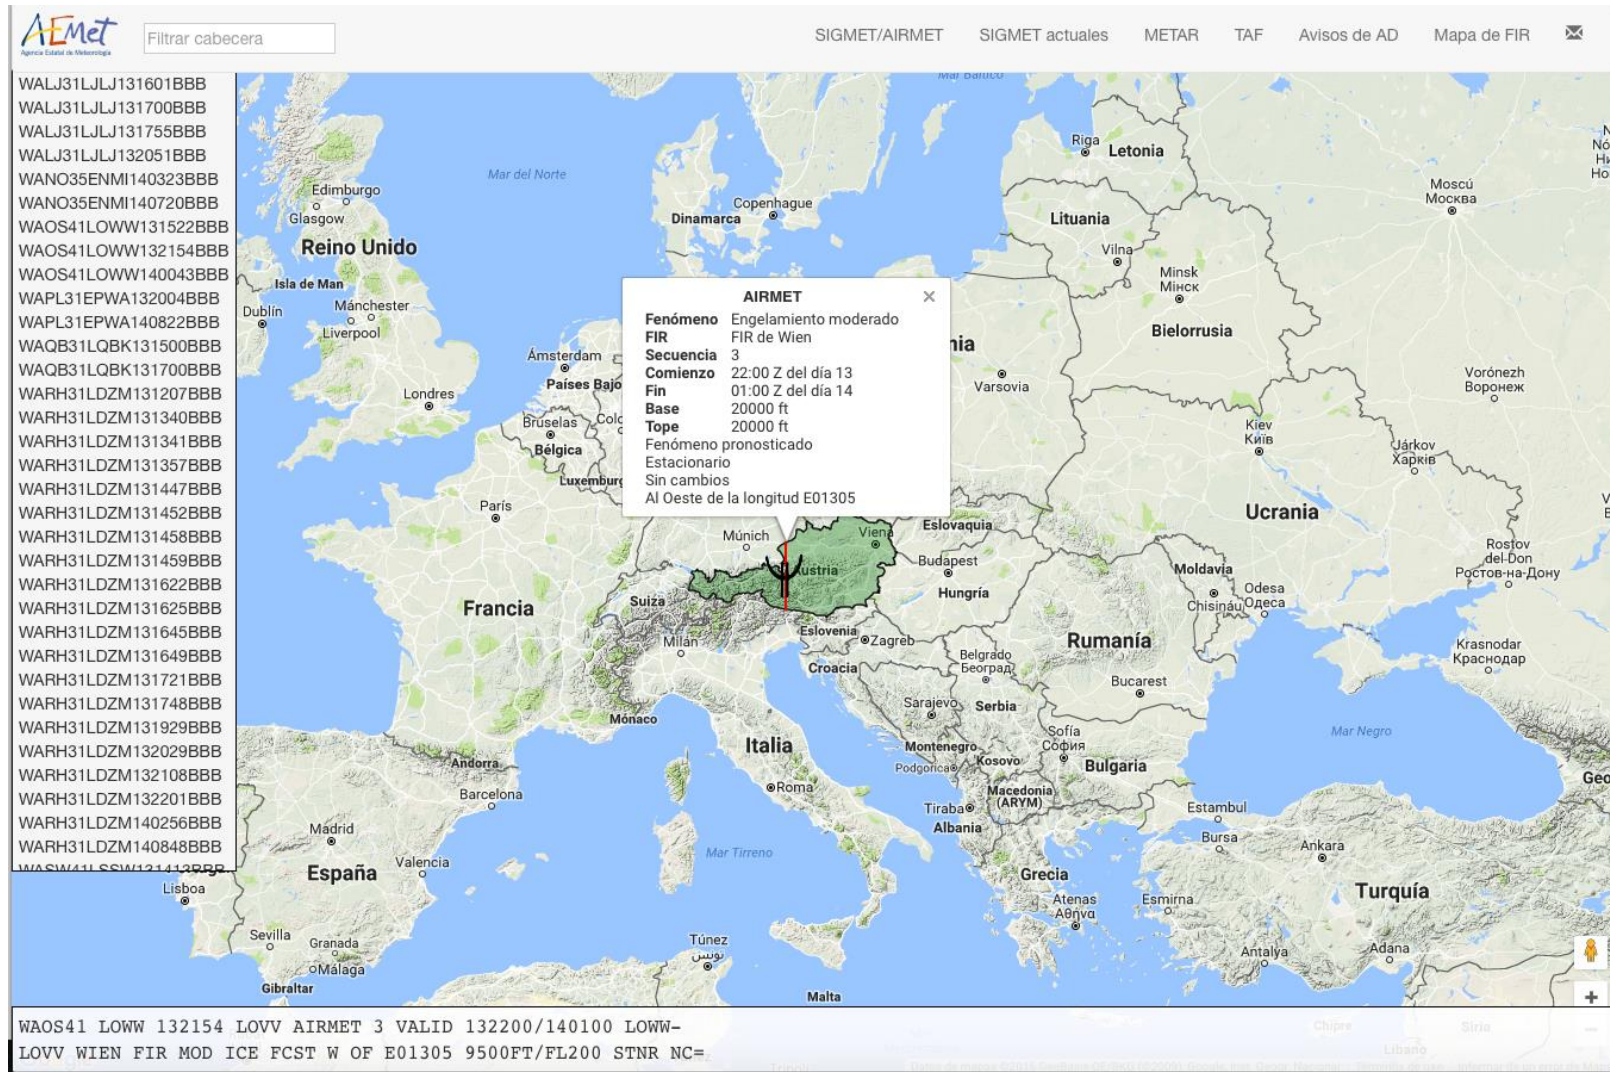 AEMet
Agencia Estatal de Meteorología
Filtrar cabecera
SIGMET/AIRMET
SIGMET actuales
METAR
TAF
Avisos de AD
Mapa de FIR
WALJ31LJLJ131601BBB
WALJ31LJLJ131700BBB
WALJ31LJLJ131755BBB
WALJ31LJLJ132051BBB
WANO35ENMI140323BBB
WANO35ENMI140720BBB
WAOS41LOWW131522BBB
WAOS41LOWW132154BBB
WAOS41LOWW140043BBB
WAPL31EPWA132004BBB
WAPL31EPWA140822BBB
WAQB31LQBK131500BBB
WAQB31LQBK131700BBB
WARH31LDZM131207BBB
WARH31LDZM131340BBB
WARH31LDZM131341BBB
WARH31LDZM131357BBB
WARH31LDZM131447BBB
WARH31LDZM131452BBB
WARH31LDZM131458BBB
WARH31LDZM131459BBB
WARH31LDZM131622BBB
WARH31LDZM131625BBB
WARH31LDZM131645BBB
WARH31LDZM131649BBB
WARH31LDZM131721BBB
WARH31LDZM131748BBB
WARH31LDZM131929BBB
WARH31LDZM132029BBB
WARH31LDZM132108BBB
WARH31LDZM132201BBB
WARH31LDZM140256BBB
WARH31LDZM140848BBB
WASW41LSSW131413BBB
Mar Báltico
Mar del Norte
Edimburgo
Glasgow
Reino Unido
Isla de Man
Dublín
Mánchester
Liverpool
Londres
Dinamarca
Copenhague
Riga
Letonia
Lituania
Vilna
Minsk
Мінск
Bielorrusia
Moscú
Москва
Ámsterdam
Países Bajo
Bruselas
Colo
Bélgica
Luxemburg
París
AIRMET
Fenómeno Engelamiento moderado
FIR FIR de Wien
Secuencia 3
Comienzo 22:00 Z del día 13
Fin 01:00 Z del día 14
Base 20000 ft
Tope 20000 ft
Fenómeno pronosticado
Estacionario
Sin cambios
Al Oeste de la longitud E01305
nia
Varsovia
Vorónezh
Воронеж
Kiev
Київ
Járkov
Харків
Ucrania
Rostov
del-Don
Ростов-на-Дону
Múnich
Viena
Austria
Eslovaquia
Budapest
Hungría
Moldavia
Chisináu
Odesa
Одеса
Francia
Suiza
Milán
Eslovenia
Zagreb
Croacia
Belgrado
Београд
Rumanía
Bucarest
Krasnodar
Краснодар
Mónaco
Italia
Sarajevo
Serbia
Montenegro
Podgorica
Kosovo
Sofía
София
Bulgaria
Mar Negro
Geo
Andorra
Barcelona
Roma
Macedonia
(ARYM)
Tirana
Albania
Estambul
Bursa
Ankara
Madrid
España
Valencia
Mar Tirreno
Grecia
Turquía
Lisboa
Atenas
Αθήνα
Esmirna
Sevilla
Granada
Málaga
Gibraltar
Túnez
تونس
Antalya
Adana
Malta
Chipre
Siria
Líbano
WAOS41 LOWW 132154 LOVV AIRMET 3 VALID 132200/140100 LOWW-
LOVV WIEN FIR MOD ICE FCST W OF E01305 9500FT/FL200 STNR NC=